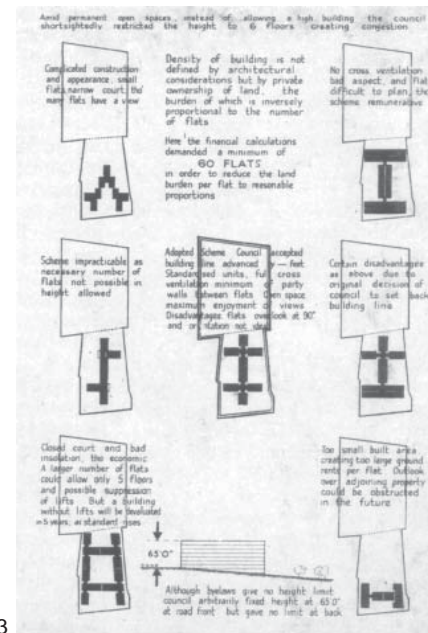 Amid permanent open spaces, instead of allowing a high building the council
shortsightedly restricted the height to 6 floors creating congestion.
Complicated construction
and appearance, small
flats, narrow court, tho'
many flats have a view
Density of building is not
defined by architectural
considerations but by private
ownership of land, the
burden of which is inversely
proportional to the number
of flats
Here the financial calculations
demanded a minimum of
60 FLATS
in order to reduce the land
burden per flat to reasonable
proportions
No cross ventilation
bad aspect, and flats
difficult to plan, the
scheme remunerative
Scheme impracticable as
necessary number of
flats not possible in
height allowed
Adopted Scheme Council accepted
building line advanced by — feet
Standardised units, full cross
ventilation minimum of party
walls between flats Open space
maximum enjoyment of views
Disadvantages flats overlook at 90°
and orientation not ideal
Certain disadvantages
as above due to
original decision of
council to set back
building line
Closed court and bad
insolation, tho economic
A larger number of flats
could allow only 5 floors
and possible suppression
of lifts But a building
without lifts will be devaluated
in 5 years, as standard rises
Too small built area
creating too large ground
rents per flat Outlook
over adjoining property
could be obstructed
in the future
65'0"
Although byelaws give no height limit
council arbitrarily fixed height at 65'0"
at road front but gave no limit at back
3